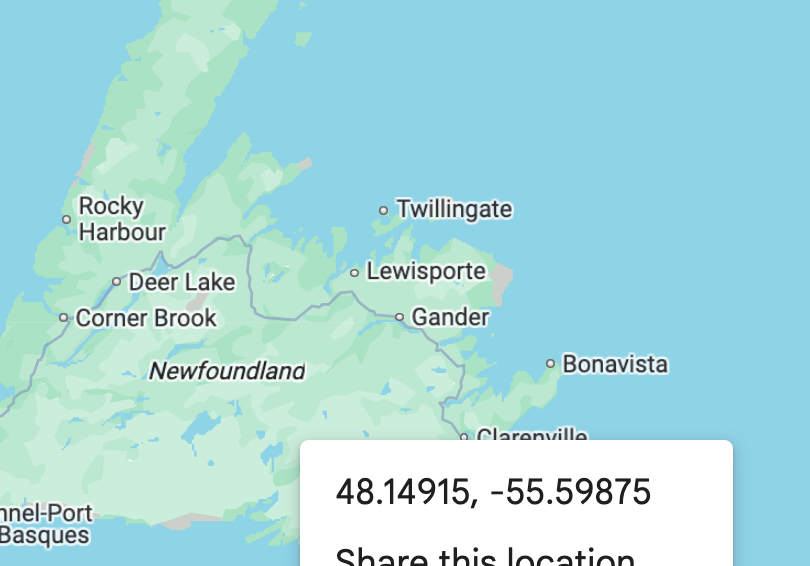 Twillingate
Rocky
Harbour
Lewisporte
Deer Lake
Corner Brook
Gander
Newfoundland
Bonavista
Clarenville
48.14915, -55.59875
nnel-Port
Basques
Share this location